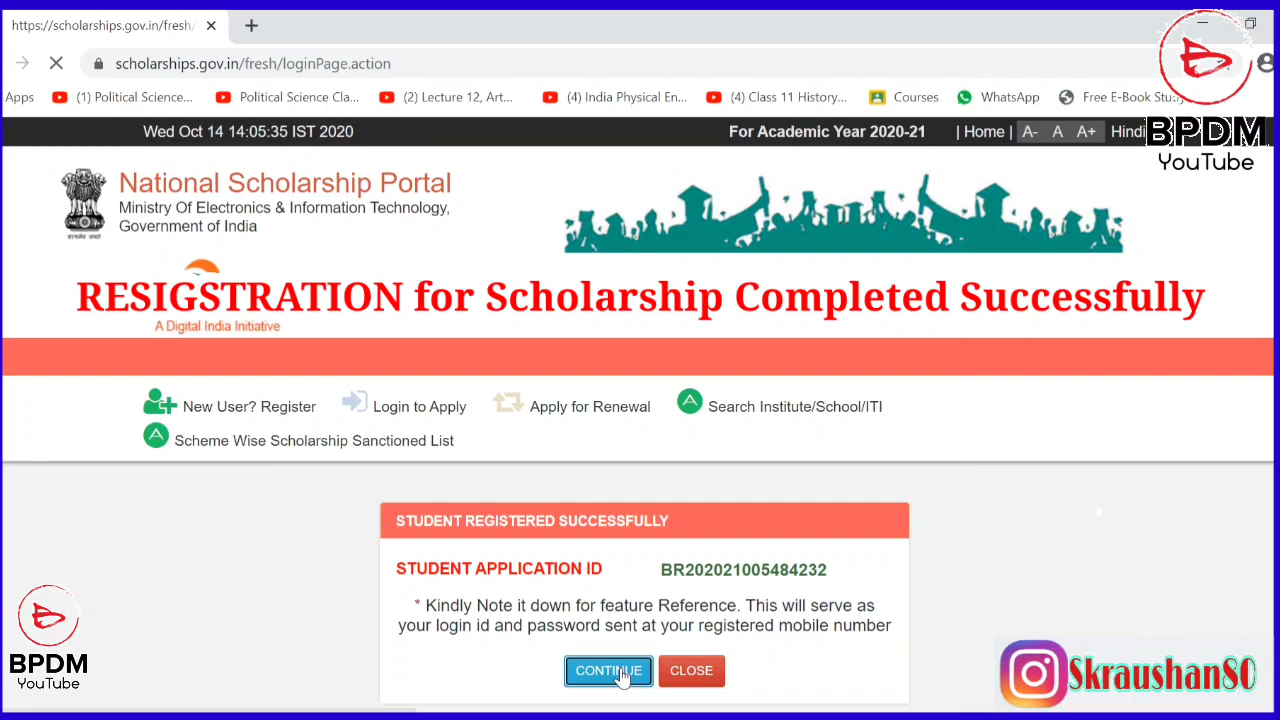 https://scholarships.gov.in/fresh/
scholarships.gov.in/fresh/loginPage.action
Apps (1) Political Science... Political Science Cla... (2) Lecture 12, Art... (4) India Physical En... (4) Class 11 History... Courses WhatsApp Free E-Book
BPDM
YouTube
Wed Oct 14 14:05:35 IST 2020 For Academic Year 2020-21 | Home | A- A A+ Hindi
National Scholarship Portal
Ministry Of Electronics & Information Technology,
Government of India
सत्यमेव जयते
RESIGSTRATION for Scholarship Completed Successfully
A Digital India Initiative
New User? Register Login to Apply Apply for Renewal Search Institute/School/ITI
Scheme Wise Scholarship Sanctioned List
STUDENT REGISTERED SUCCESSFULLY
STUDENT APPLICATION ID BR202021005484232
* Kindly Note it down for feature Reference. This will serve as
your login id and password sent at your registered mobile number
CONTINUE CLOSE
BPDM
YouTube
Skraushan80